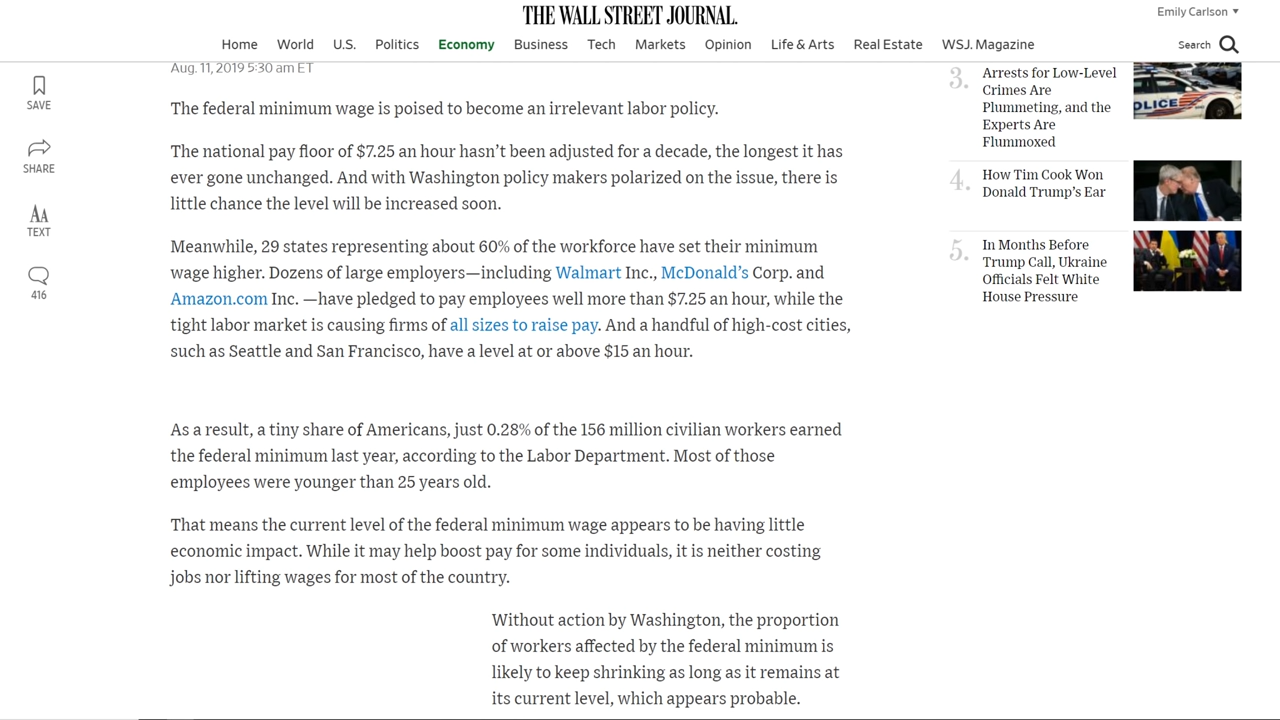 THE WALL STREET JOURNAL.
Emily Carlson ▼
Home World U.S. Politics Economy Business Tech Markets Opinion Life & Arts Real Estate WSJ. Magazine
Search
SAVE
SHARE
AA
TEXT
416
Aug. 11, 2019 5:30 am ET
The federal minimum wage is poised to become an irrelevant labor policy.
The national pay floor of $7.25 an hour hasn’t been adjusted for a decade, the longest it has
ever gone unchanged. And with Washington policy makers polarized on the issue, there is
little chance the level will be increased soon.
Meanwhile, 29 states representing about 60% of the workforce have set their minimum
wage higher. Dozens of large employers—including Walmart Inc., McDonald’s Corp. and
Amazon.com Inc. —have pledged to pay employees well more than $7.25 an hour, while the
tight labor market is causing firms of all sizes to raise pay. And a handful of high-cost cities,
such as Seattle and San Francisco, have a level at or above $15 an hour.
As a result, a tiny share of Americans, just 0.28% of the 156 million civilian workers earned
the federal minimum last year, according to the Labor Department. Most of those
employees were younger than 25 years old.
That means the current level of the federal minimum wage appears to be having little
economic impact. While it may help boost pay for some individuals, it is neither costing
jobs nor lifting wages for most of the country.
Without action by Washington, the proportion
of workers affected by the federal minimum is
likely to keep shrinking as long as it remains at
its current level, which appears probable.
3.
Arrests for Low-Level
Crimes Are
Plummeting, and the
Experts Are
Flummoxed
OLICE
4.
How Tim Cook Won
Donald Trump’s Ear
5.
In Months Before
Trump Call, Ukraine
Officials Felt White
House Pressure